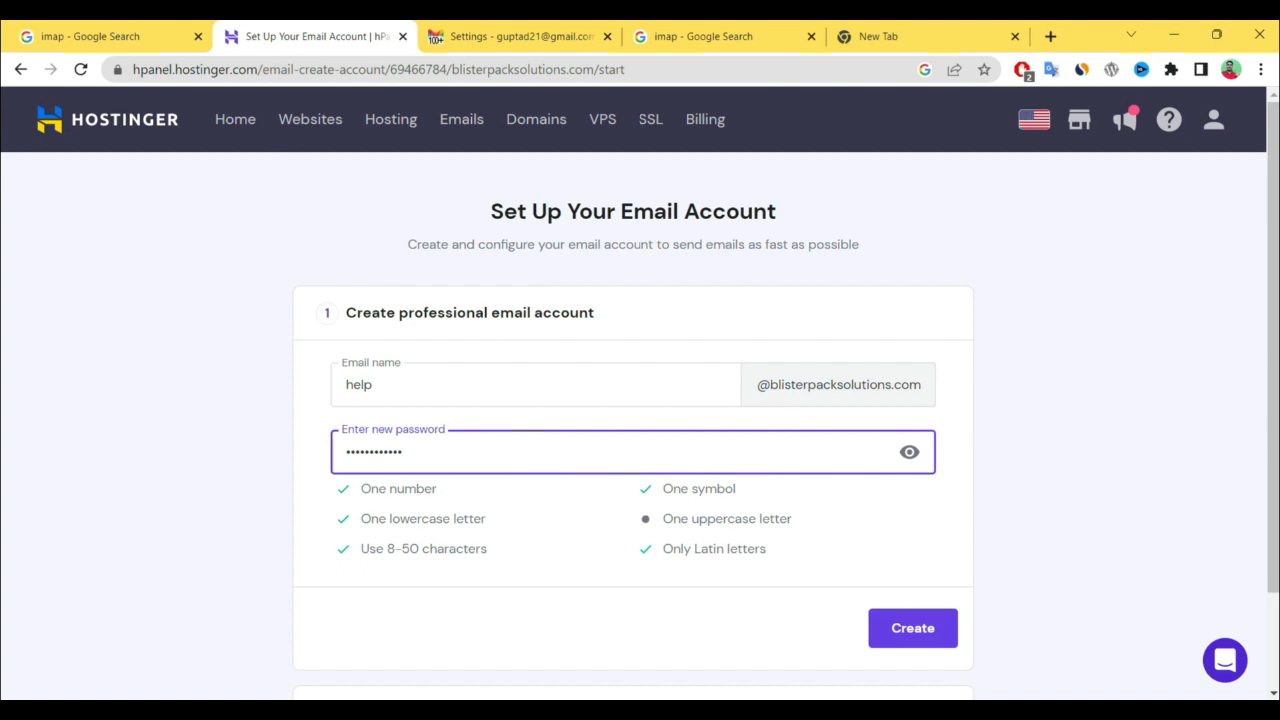 imap - Google Search
Set Up Your Email Account | hPa
100+
Settings - guptad21@gmail.com
imap - Google Search
New Tab
hpanel.hostinger.com/email-create-account/69466784/blisterpacksolutions.com/start
2
HOSTINGER
Home
Websites
Hosting
Emails
Domains
VPS
SSL
Billing
Set Up Your Email Account
Create and configure your email account to send emails as fast as possible
1 Create professional email account
Email name
help
@blisterpacksolutions.com
Enter new password
••••••••••••
One number
One symbol
One lowercase letter
One uppercase letter
Use 8-50 characters
Only Latin letters
Create